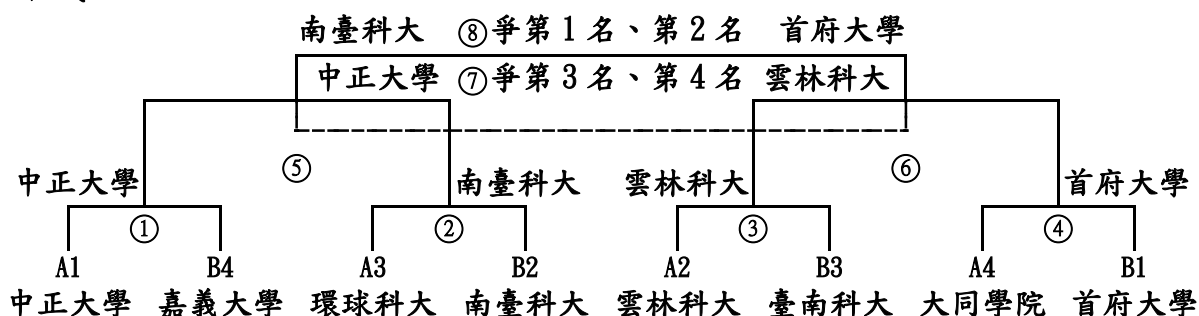 南臺科大 ⑧爭第1名、第2名 首府大學
中正大學 ⑦爭第3名、第4名 雲林科大
⑤ ⑥
中正大學 南臺科大 雲林科大 首府大學
① ② ③ ④
A1 B4 A3 B2 A2 B3 A4 B1
中正大學 嘉義大學 環球科大 南臺科大 雲林科大 臺南科大 大同學院 首府大學